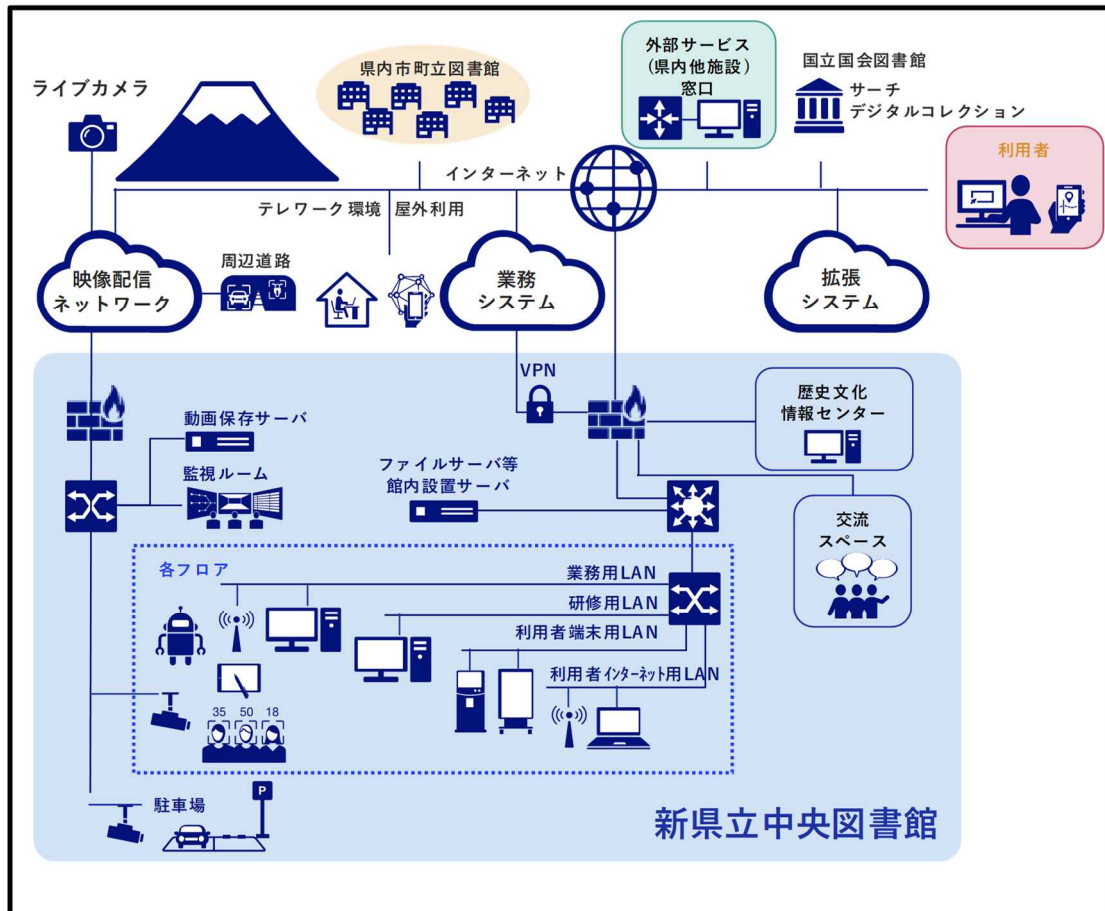 ライブカメラ
県内市町立図書館
外部サービス
(県内他施設)
窓口
国立国会図書館
サーチ
デジタルコレクション
利用者
インターネット
テレワーク環境
屋外利用
映像配信
ネットワーク
周辺道路
業務
システム
拡張
システム
VPN
歴史文化
情報センター
動画保存サーバ
監視ルーム
ファイルサーバ等
館内設置サーバ
交流
スペース
各フロア
業務用LAN
研修用LAN
利用者端末用LAN
利用者インターネット用LAN
35 50 18
P
駐車場
新県立中央図書館